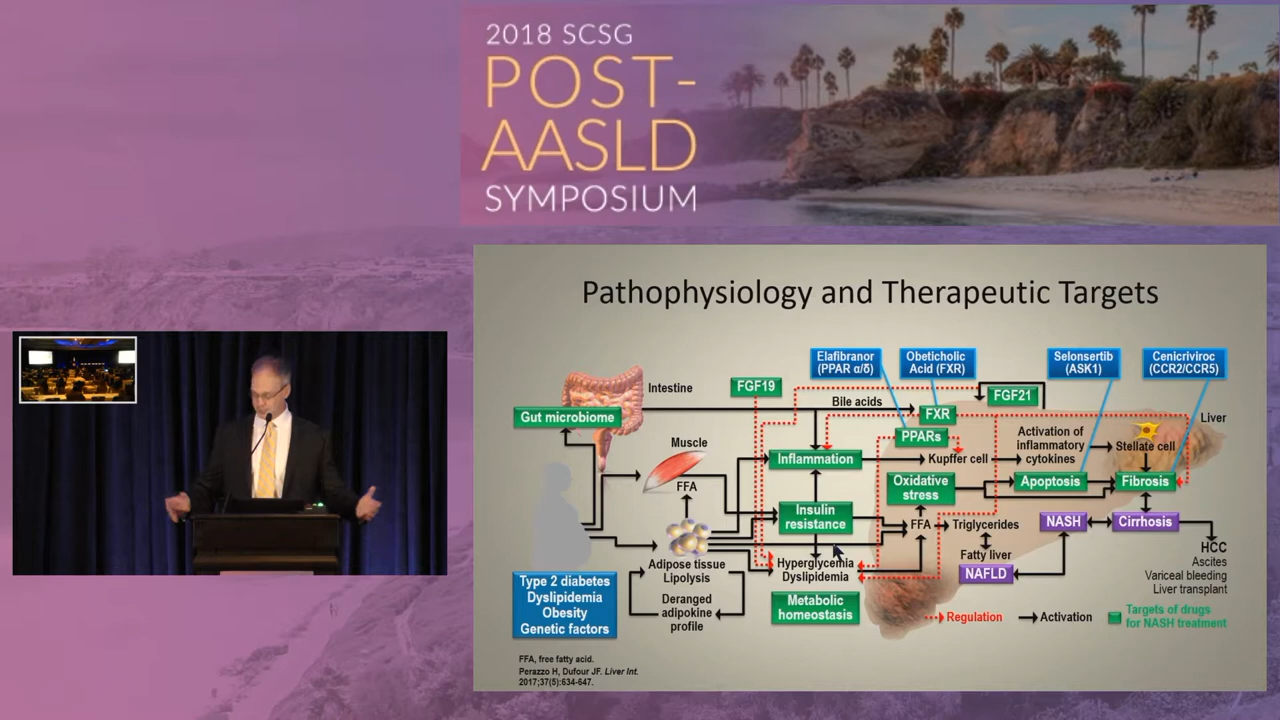 2018 SCSG
POST-
AASLD
SYMPOSIUM
Pathophysiology and Therapeutic Targets
Elafibranor
(PPAR α/δ)
Obeticholic
Acid (FXR)
Selonsertib
(ASK1)
Cenicriviroc
(CCR2/CCR5)
Intestine
FGF19
FGF21
Bile acids
Gut microbiome
FXR
Liver
PPARs
Activation of
inflammatory
cytokines
Muscle
Stellate cell
Inflammation
Kupffer cell
FFA
Oxidative
stress
Apoptosis
Fibrosis
Insulin
resistance
FFA
Triglycerides
NASH
Cirrhosis
Fatty liver
NAFLD
HCC
Ascites
Variceal bleeding
Liver transplant
Adipose tissue
Lipolysis
Hyperglycemia
Dyslipidemia
Type 2 diabetes
Dyslipidemia
Obesity
Genetic factors
Deranged
adipokine
profile
Metabolic
homeostasis
Regulation
Activation
Targets of drugs
for NASH treatment
FFA, free fatty acid.
Perazzo H, Dufour JF. Liver Int.
2017;37(5):634-647.